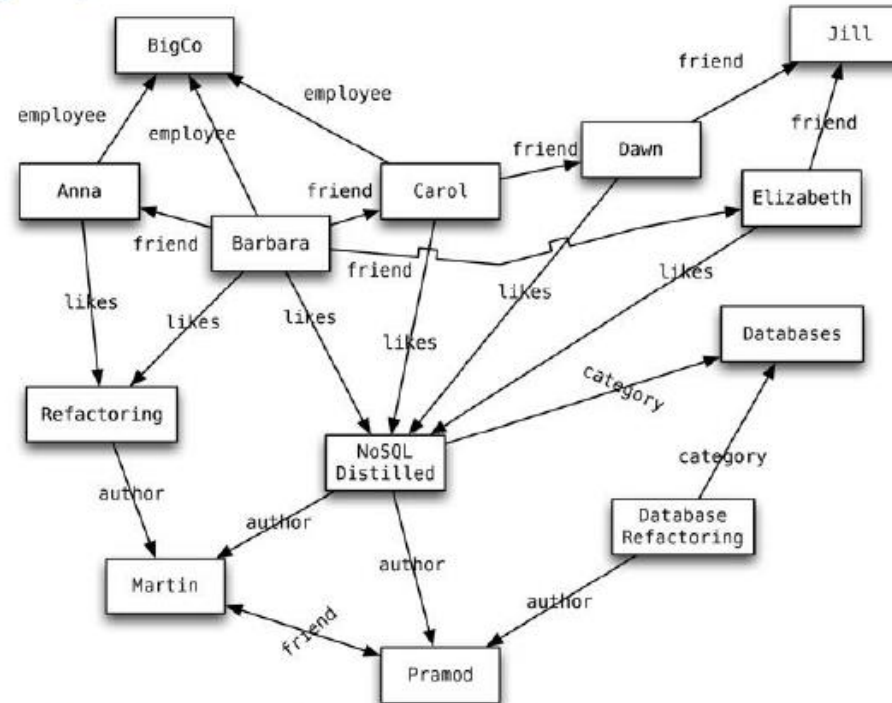 BigCo
Jill
friend
employee
employee
employee
friend
Dawn
friend
Anna
friend
Carol
Elizabeth
friend
Barbara
friend
likes
likes
likes
likes
likes
likes
Databases
category
Refactoring
NoSQL
Distilled
category
author
author
Database
Refactoring
author
Martin
author
friend
Pramod